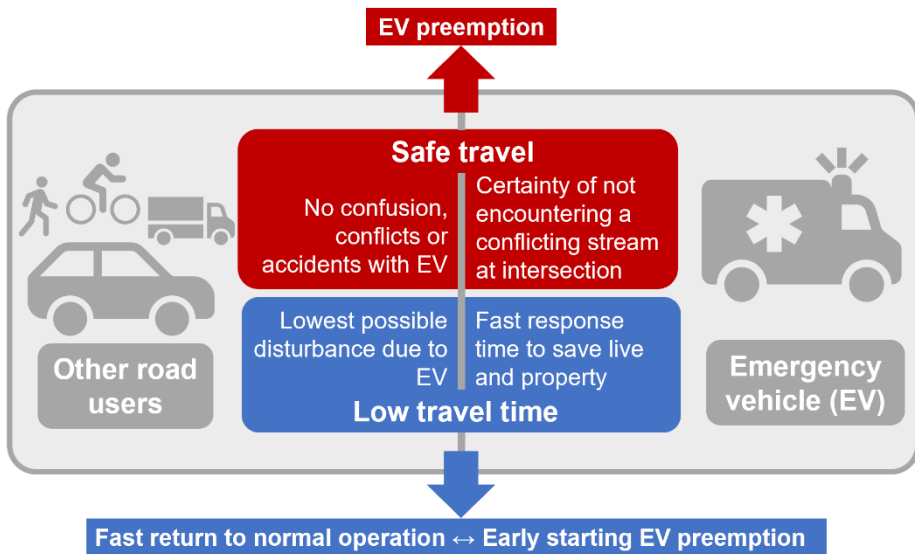 EV preemption
Safe travel
No confusion,
conflicts or
accidents with EV
Certainty of not
encountering a
conflicting stream
at intersection
Lowest possible
disturbance due to
EV
Fast response
time to save live
and property
Low travel time
Other road
users
Emergency
vehicle (EV)
Fast return to normal operation ↔ Early starting EV preemption